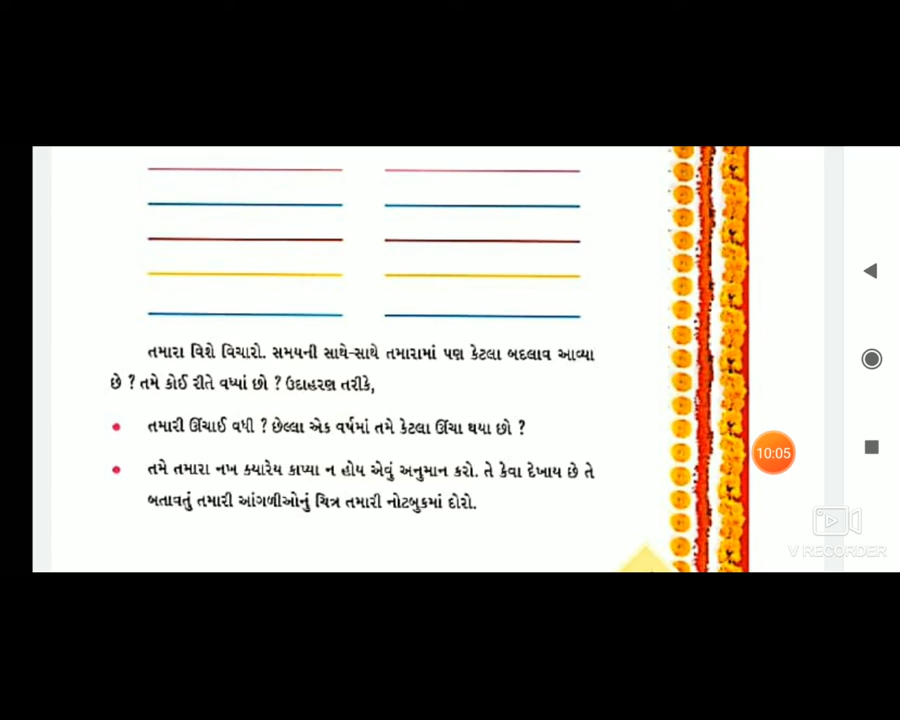 તમારા વિશે વિચારો. સમયની સાથે-સાથે તમારામાં પણ કેટલા બદલાવ આવ્યા
છે ? તમે કોઈ રીતે વધ્યાં છો ? ઉદાહરણ તરીકે,
તમારી ઊંચાઈ વધી ? છેલ્લા એક વર્ષમાં તમે કેટલા ઊંચા થયા છો ?
તમે તમારા નખ ક્યારેય કાપ્યા ન હોય એવું અનુમાન કરો. તે કેવા દેખાય છે તે
બતાવતું તમારી આંગળીઓનું ચિત્ર તમારી નોટબુકમાં દોરો.
10:05
V RECORDER